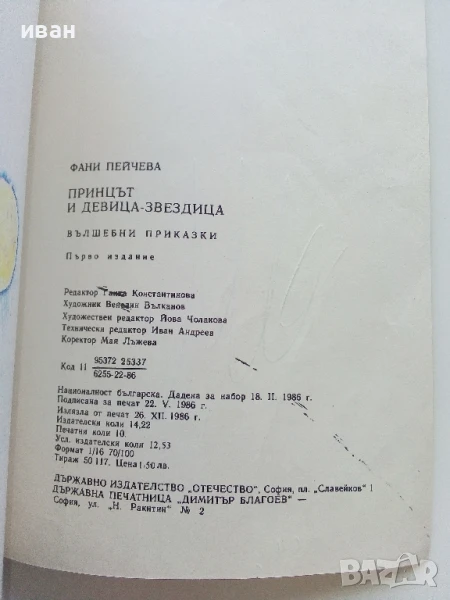 иван
ФАНИ ПЕЙЧЕВА
ПРИНЦЪТ
И ДЕВИЦА-ЗВЕЗДИЦА
ВЪЛШЕБНИ ПРИКАЗКИ
Първо издание
Редактор Ганка Константинова
Художник Венелин Вълканов
Художествен редактор Йова Чолакова
Технически редактор Иван Андреев
Коректор Мая Лъжева
Код 11 95372 25337
6255-22-86
Националност българска. Дадена за набор 18. II. 1986 г.
Подписана за печат 22. V. 1986 г.
Излязла от печат 26. XII. 1986 г.
Издателски коли 14,22
Печатни коли 10.
Усл. издателски коли 12,53
Формат 1/16 70/100
Тираж 50 117. Цена 1,50 лв.
ДЪРЖАВНО ИЗДАТЕЛСТВО „ОТЕЧЕСТВО", София, пл. „Славейков" 1
ДЪРЖАВНА ПЕЧАТНИЦА „ДИМИТЪР БЛАГОЕВ" —
София, ул. „Н. Ракитин" № 2
BAZAR